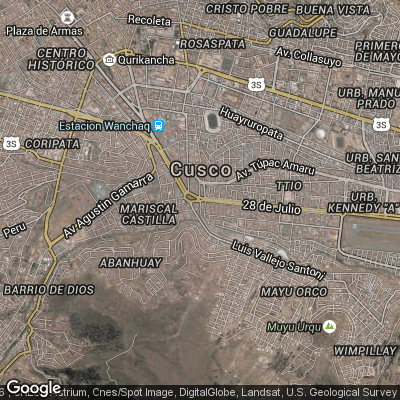 CRISTO POBRE
BUENA VISTA
Recoleta
Plaza de Armas
GUADALUPE
ROSASPATA
CENTRO
HISTÓRICO
Qurikancha
Av. Collasuyo
PRIMERO
DE MAYO
3S
URB. MANU
PRADO
Huayruropata
Estacion Wanchaq
3S
3S
CORIPATA
Cusco
Av. Túpac Amaru
URB. SAN
BEATRIZ
TTIO
Av Agustin Gamarra
MARISCAL
CASTILLA
28 de Julio
URB.
KENNEDY "A"
Peru
Luis Vallejo Santoni
ABANHUAY
BARRIO DE DIOS
MAYU ORCO
Muyu Urqu
WIMPILLAY
Google
Cnes/Spot Image, DigitalGlobe, Landsat, U.S. Geological Survey